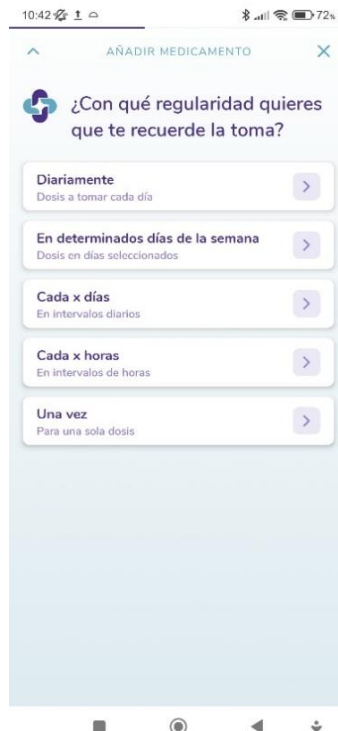 10:42 72%
AÑADIR MEDICAMENTO
¿Con qué regularidad quieres
que te recuerde la toma?
Diariamente
Dosis a tomar cada día
En determinados días de la semana
Dosis en días seleccionados
Cada x días
En intervalos diarios
Cada x horas
En intervalos de horas
Una vez
Para una sola dosis